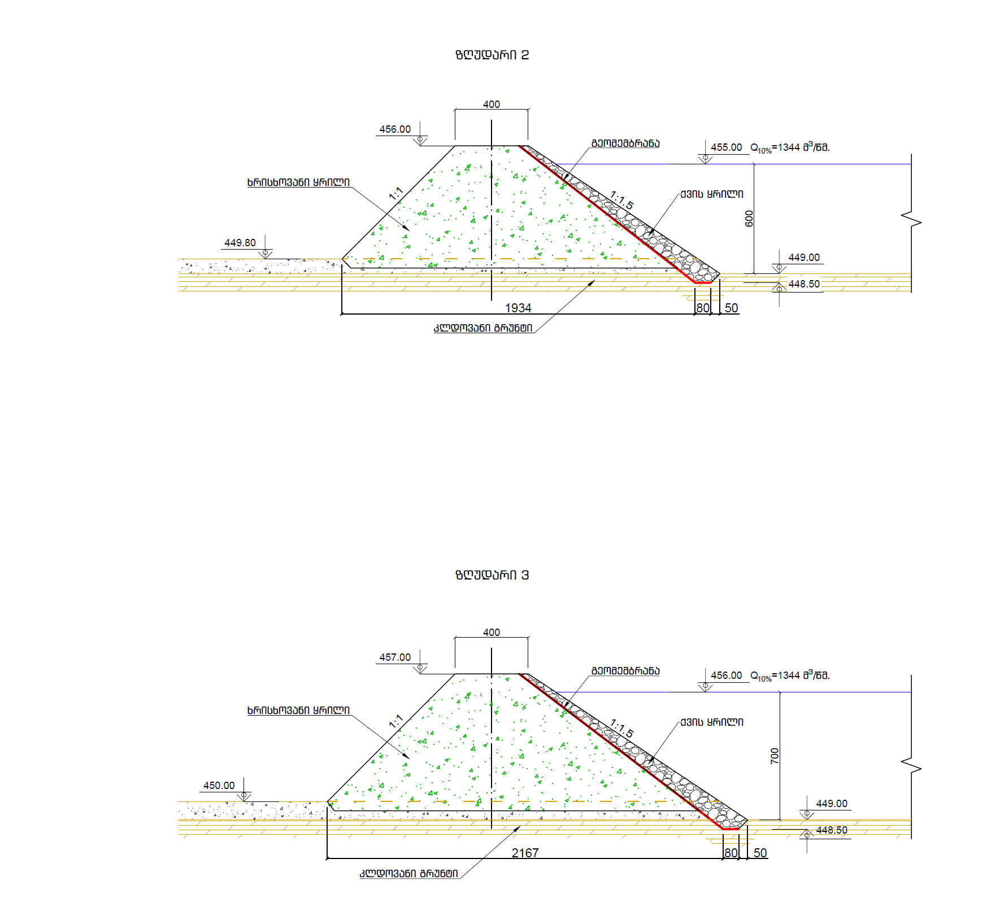 ზღუდარი 2
400
456.00
გეომემბრანა
455.00 Q10%=1344 მ³/წმ.
ხრისხოვანი ყრილი
1:1
1:1.5
ქვის ყრილი
600
449.80
449.00
448.50
1934
80
50
კლდოვანი გრუნტი
ზღუდარი 3
400
457.00
გეომემბრანა
456.00 Q10%=1344 მ³/წმ.
ხრისხოვანი ყრილი
1:1
1:1.5
ქვის ყრილი
700
450.00
449.00
448.50
2167
80
50
კლდოვანი გრუნტი